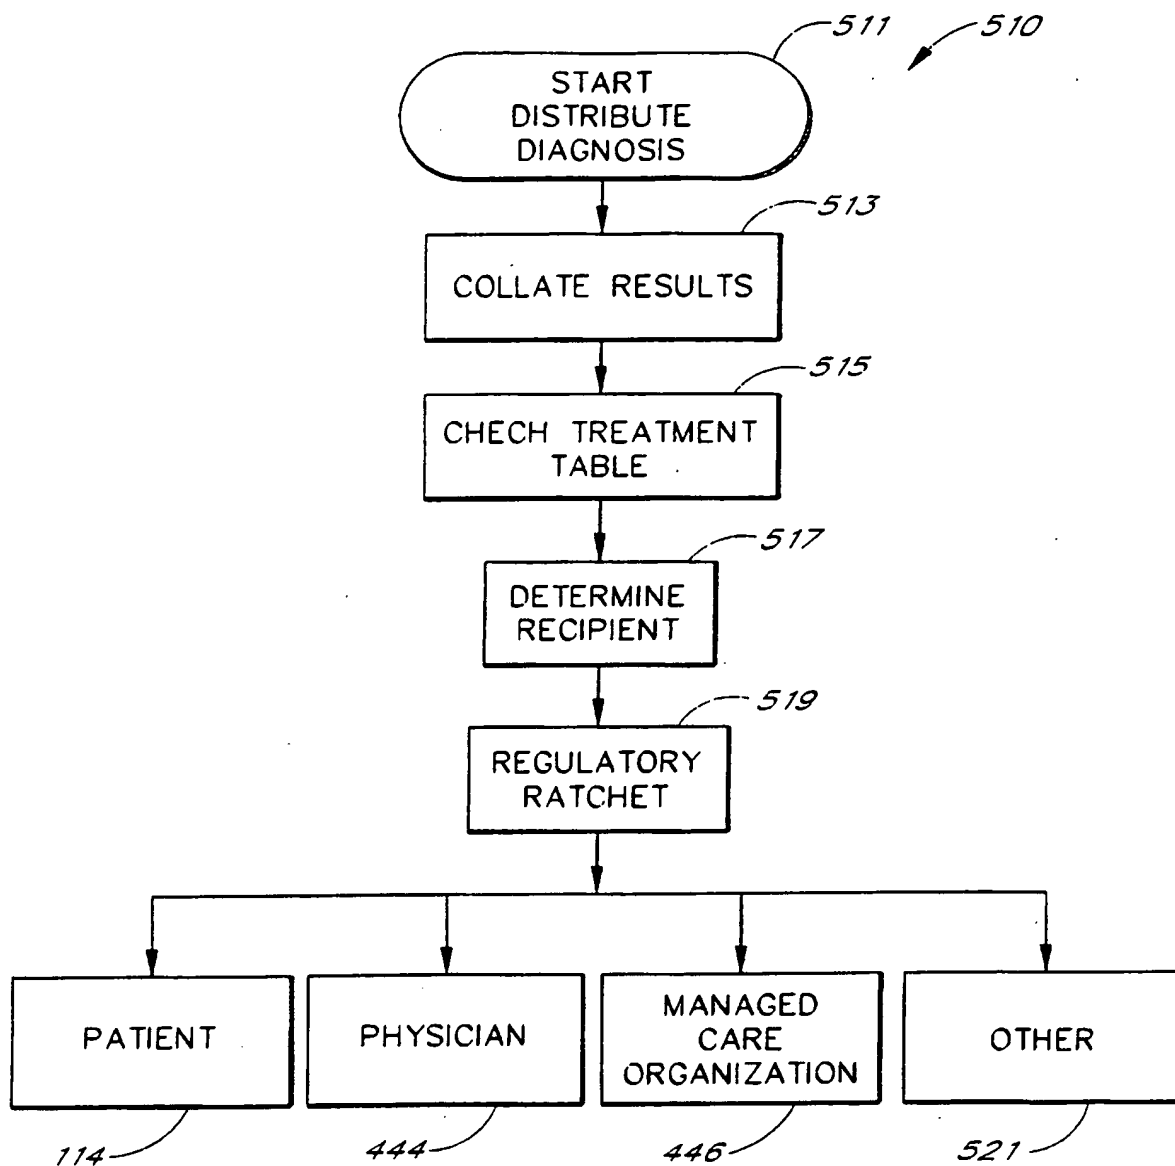 511
510
START
DISTRIBUTE
DIAGNOSIS
513
COLLATE RESULTS
515
CHECH TREATMENT
TABLE
517
DETERMINE
RECIPIENT
519
REGULATORY
RATCHET
PATIENT
PHYSICIAN
MANAGED
CARE
ORGANIZATION
OTHER
114
444
446
521